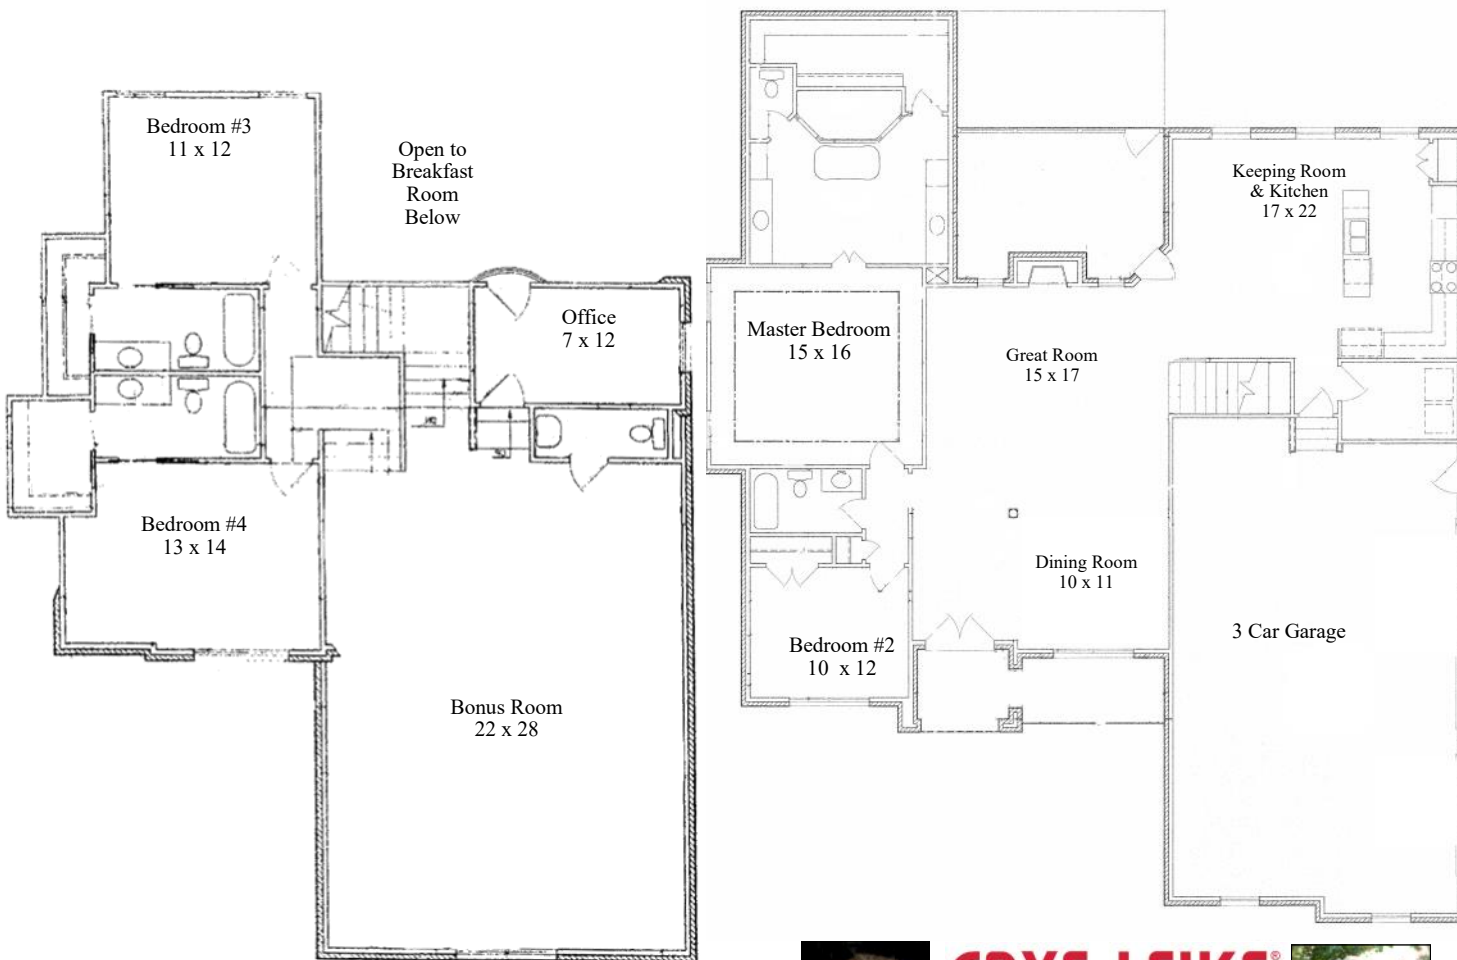 Bedroom #3
11 x 12
Open to
Breakfast
Room
Below
Office
7 x 12
Bedroom #4
13 x 14
Bonus Room
22 x 28
Keeping Room
& Kitchen
17 x 22
Master Bedroom
15 x 16
Great Room
15 x 17
Dining Room
10 x 11
Bedroom #2
10 x 12
3 Car Garage